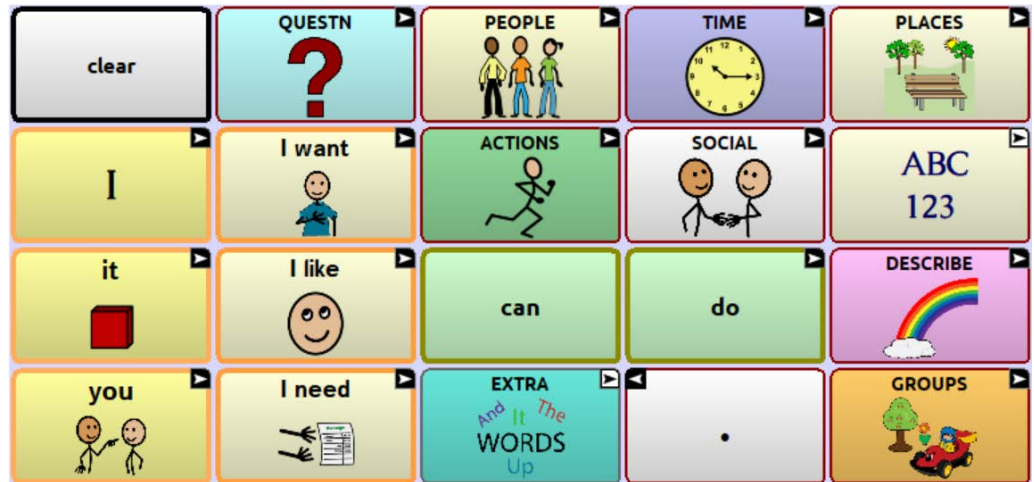 clear
QUESTN
PEOPLE
TIME
PLACES
I
I want
ACTIONS
SOCIAL
ABC
123
it
I like
can
do
DESCRIBE
you
I need
EXTRA
And It The
WORDS
Up
.
GROUPS